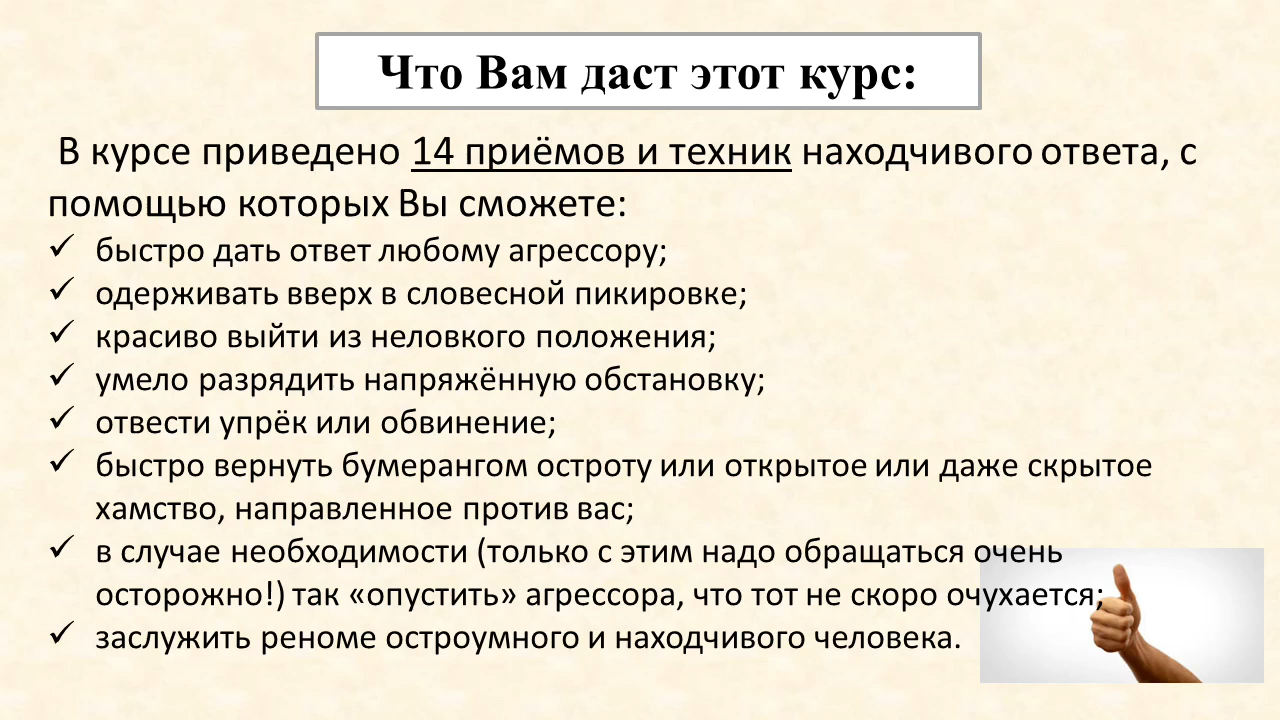 Что Вам даст этот курс:
В курсе приведено 14 приёмов и техник находчивого ответа, с
помощью которых Вы сможете:
✓ быстро дать ответ любому агрессору;
✓ одерживать вверх в словесной пикировке;
✓ красиво выйти из неловкого положения;
✓ умело разрядить напряжённую обстановку;
✓ отвести упрёк или обвинение;
✓ быстро вернуть бумерангом остроту или открытое или даже скрытое
хамство, направленное против вас;
✓ в случае необходимости (только с этим надо обращаться очень
осторожно!) так «опустить» агрессора, что тот не скоро очухается;
✓ заслужить реноме остроумного и находчивого человека.